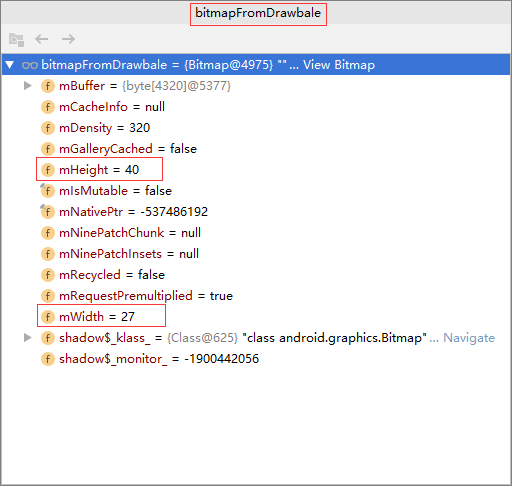 bitmapFromDrawbale
bitmapFromDrawbale = {Bitmap@4975} "" ... View Bitmap
mBuffer = {byte[4320]@5377}
mCacheInfo = null
mDensity = 320
mGalleryCached = false
mHeight = 40
mIsMutable = false
mNativePtr = -537486192
mNinePatchChunk = null
mNinePatchInsets = null
mRecycled = false
mRequestPremultiplied = true
mWidth = 27
shadow$_klass_ = {Class@625} "class android.graphics.Bitmap" ... Navigate
shadow$_monitor_ = -1900442056